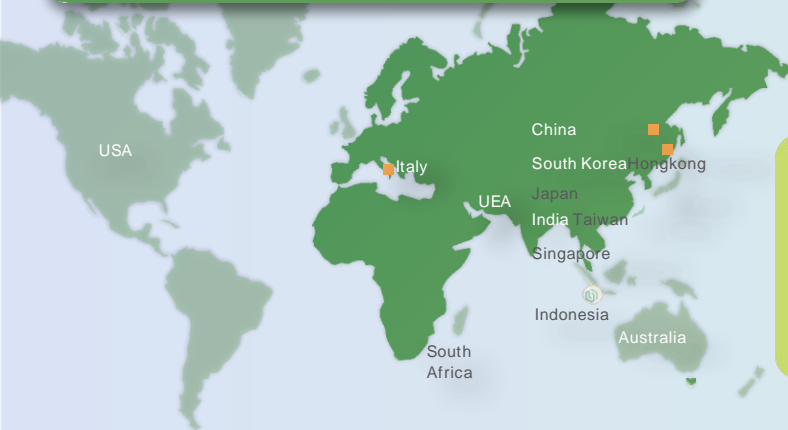 China
USA
South Korea Hongkong
Italy
Japan
UEA
India Taiwan
Singapore
Indonesia
Australia
South
Africa